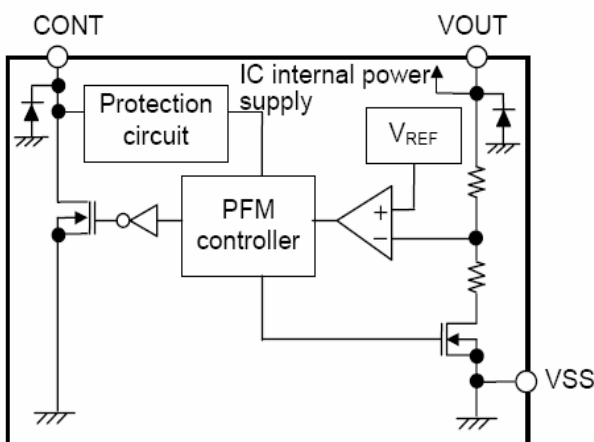 CONT
VOUT
IC internal power
supply
Protection
circuit
VREF
+
−
PFM
controller
VSS